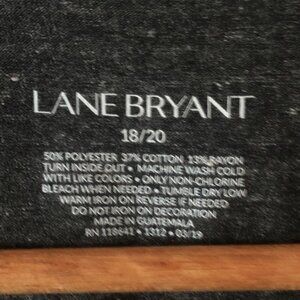 LANE BRYANT
18/20
50% POLYESTER 37% COTTON 13% RAYON
TURN INSIDE OUT • MACHINE WASH COLD
WITH LIKE COLORS • ONLY NON-CHLORINE
BLEACH WHEN NEEDED • TUMBLE DRY LOW
WARM IRON ON REVERSE IF NEEDED
DO NOT IRON ON DECORATION
MADE IN GUATEMALA
RN 118641 • 1312 • 03/19